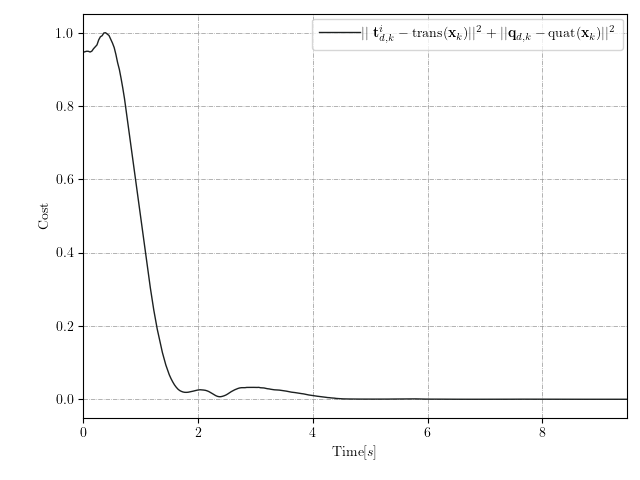 || t^i_{d,k} − trans(x_k)||^2 + ||q_{d,k} − quat(x_k)||^2
1.0
0.8
0.6
0.4
0.2
0.0
Cost
0 2 4 6 8
Time[s]